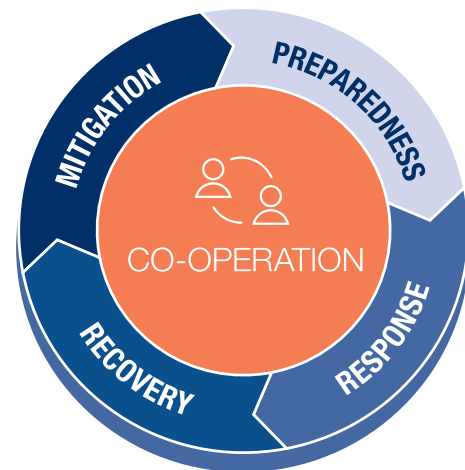 MITIGATION
PREPAREDNESS
CO-OPERATION
RECOVERY
RESPONSE